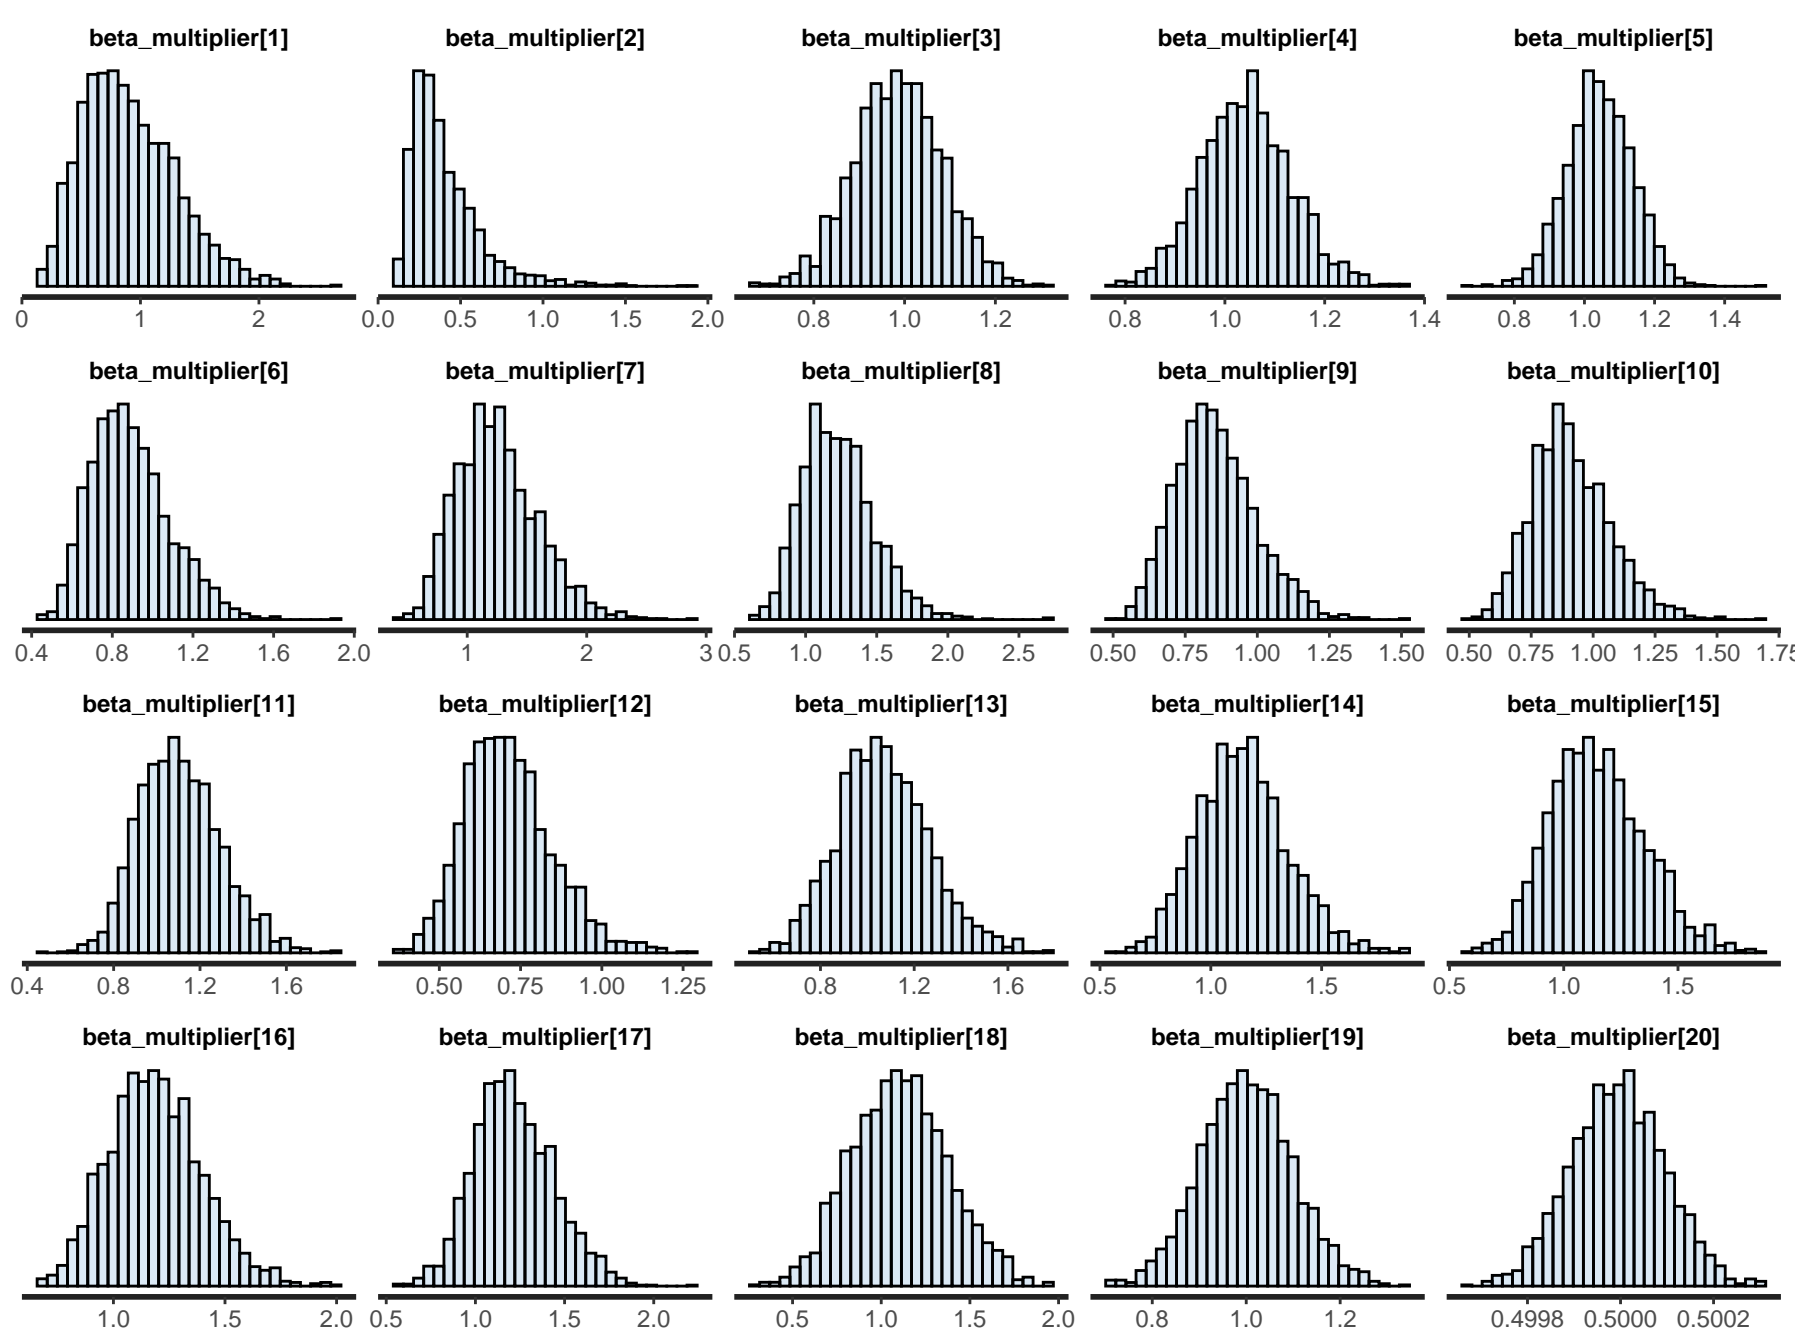 beta_multiplier[1] beta_multiplier[2] beta_multiplier[3] beta_multiplier[4] beta_multiplier[5]
0 1 2 0.0 0.5 1.0 1.5 2.0 0.8 1.0 1.2 0.8 1.0 1.2 1.4 0.8 1.0 1.2 1.4
beta_multiplier[6] beta_multiplier[7] beta_multiplier[8] beta_multiplier[9] beta_multiplier[10]
0.4 0.8 1.2 1.6 2.0 1 2 3 0.5 1.0 1.5 2.0 2.5 0.50 0.75 1.00 1.25 1.50 0.50 0.75 1.00 1.25 1.50 1.75
beta_multiplier[11] beta_multiplier[12] beta_multiplier[13] beta_multiplier[14] beta_multiplier[15]
0.4 0.8 1.2 1.6 0.50 0.75 1.00 1.25 0.8 1.2 1.6 0.5 1.0 1.5 0.5 1.0 1.5
beta_multiplier[16] beta_multiplier[17] beta_multiplier[18] beta_multiplier[19] beta_multiplier[20]
1.0 1.5 2.0 0.5 1.0 1.5 2.0 0.5 1.0 1.5 2.0 0.8 1.0 1.2 0.4998 0.5000 0.5002